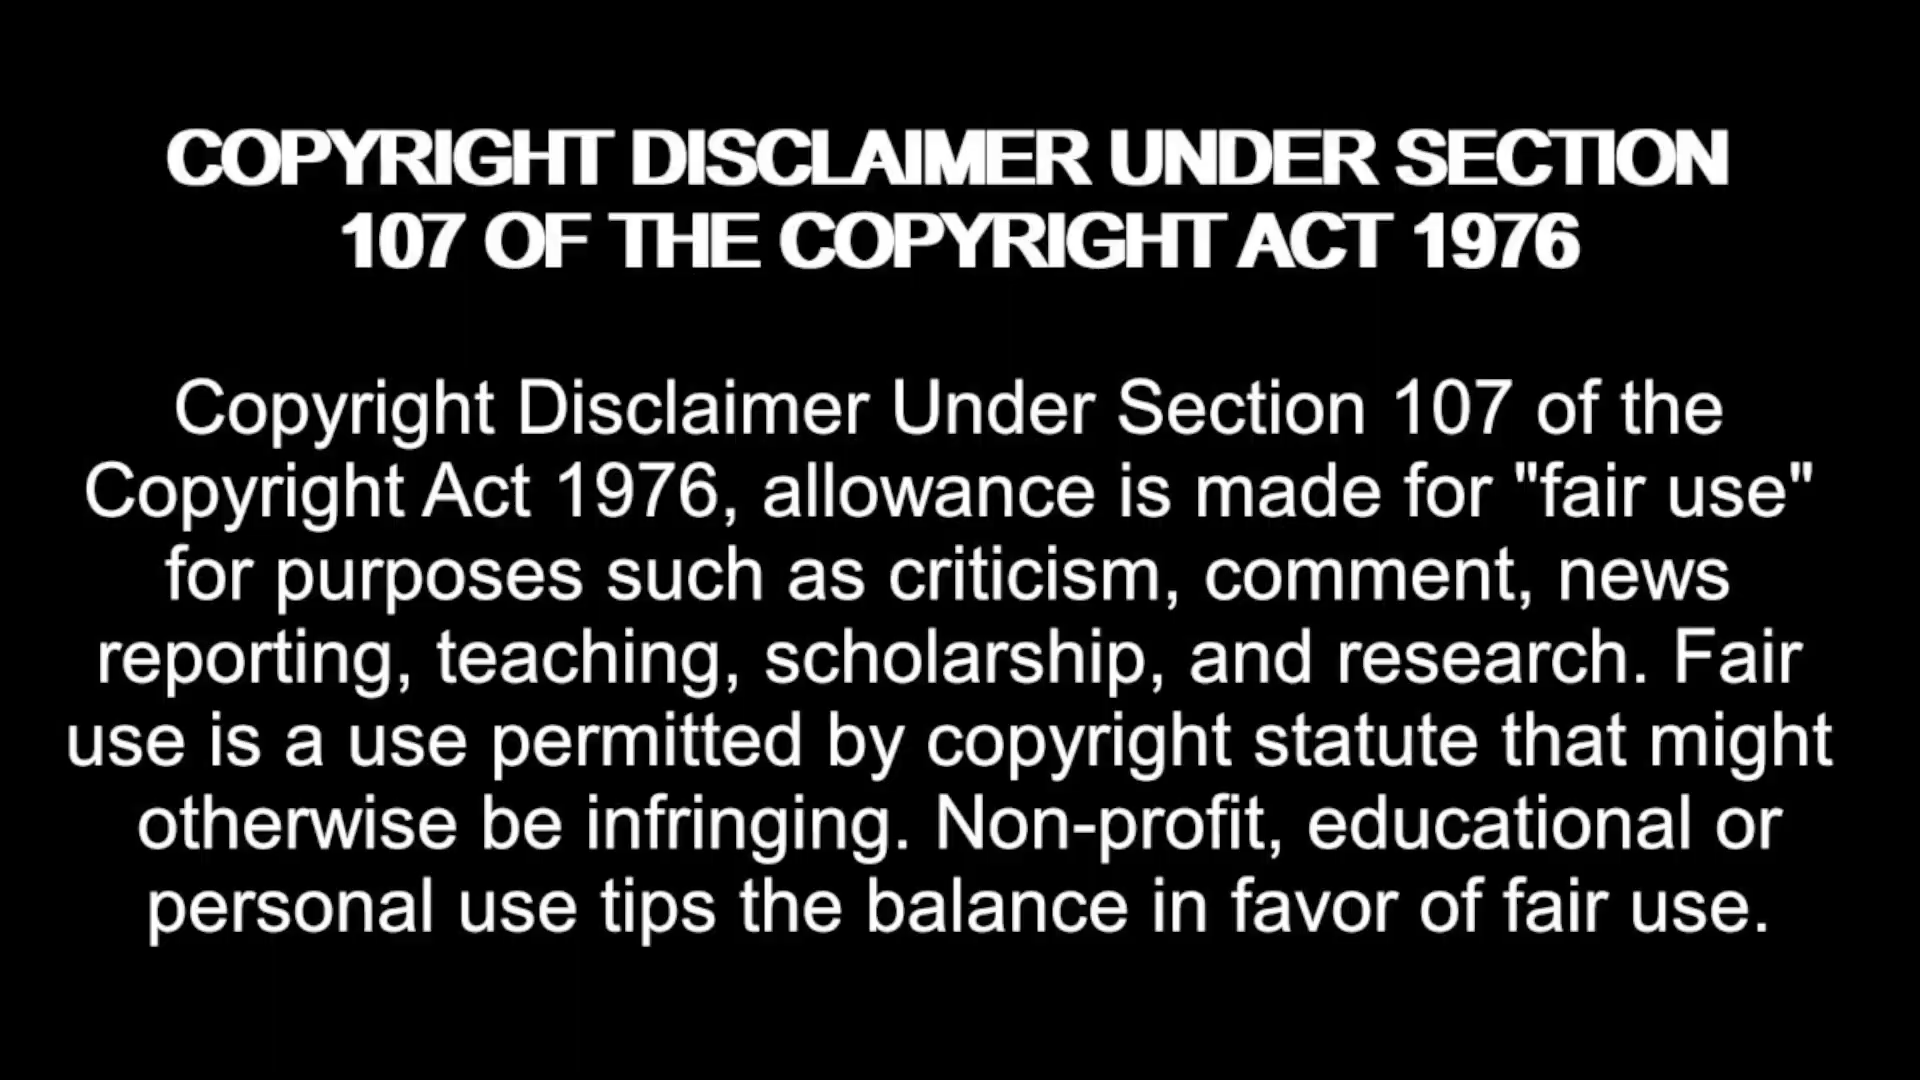 COPYRIGHT DISCLAIMER UNDER SECTION
107 OF THE COPYRIGHT ACT 1976
Copyright Disclaimer Under Section 107 of the
Copyright Act 1976, allowance is made for "fair use"
for purposes such as criticism, comment, news
reporting, teaching, scholarship, and research. Fair
use is a use permitted by copyright statute that might
otherwise be infringing. Non-profit, educational or
personal use tips the balance in favor of fair use.